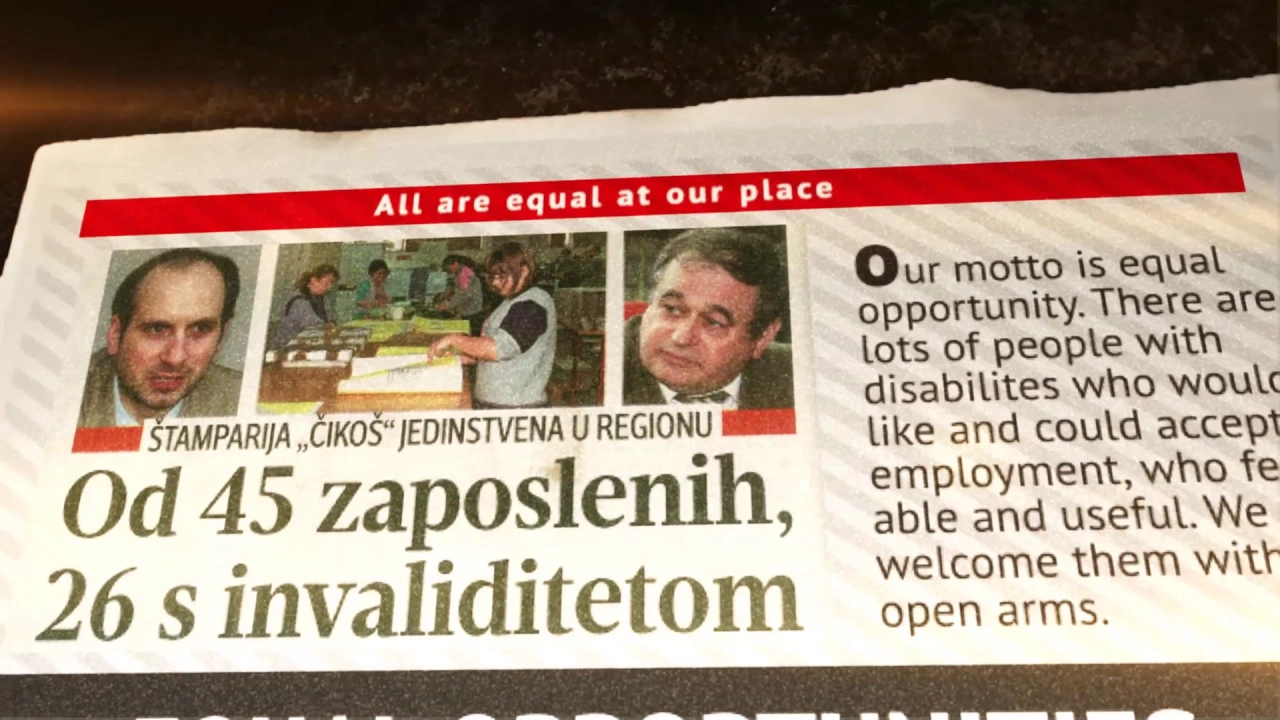 All are equal at our place
ŠTAMPARIJA „ČIKOŠ“ JEDINSTVENA U REGIONU
Od 45 zaposlenih,
26 s invaliditetom
Our motto is equal
opportunity. There are
lots of people with
disabilites who would
like and could accept
employment, who
able and useful. We
welcome them with
open arms.
EQUAL OPPORTUNITIES